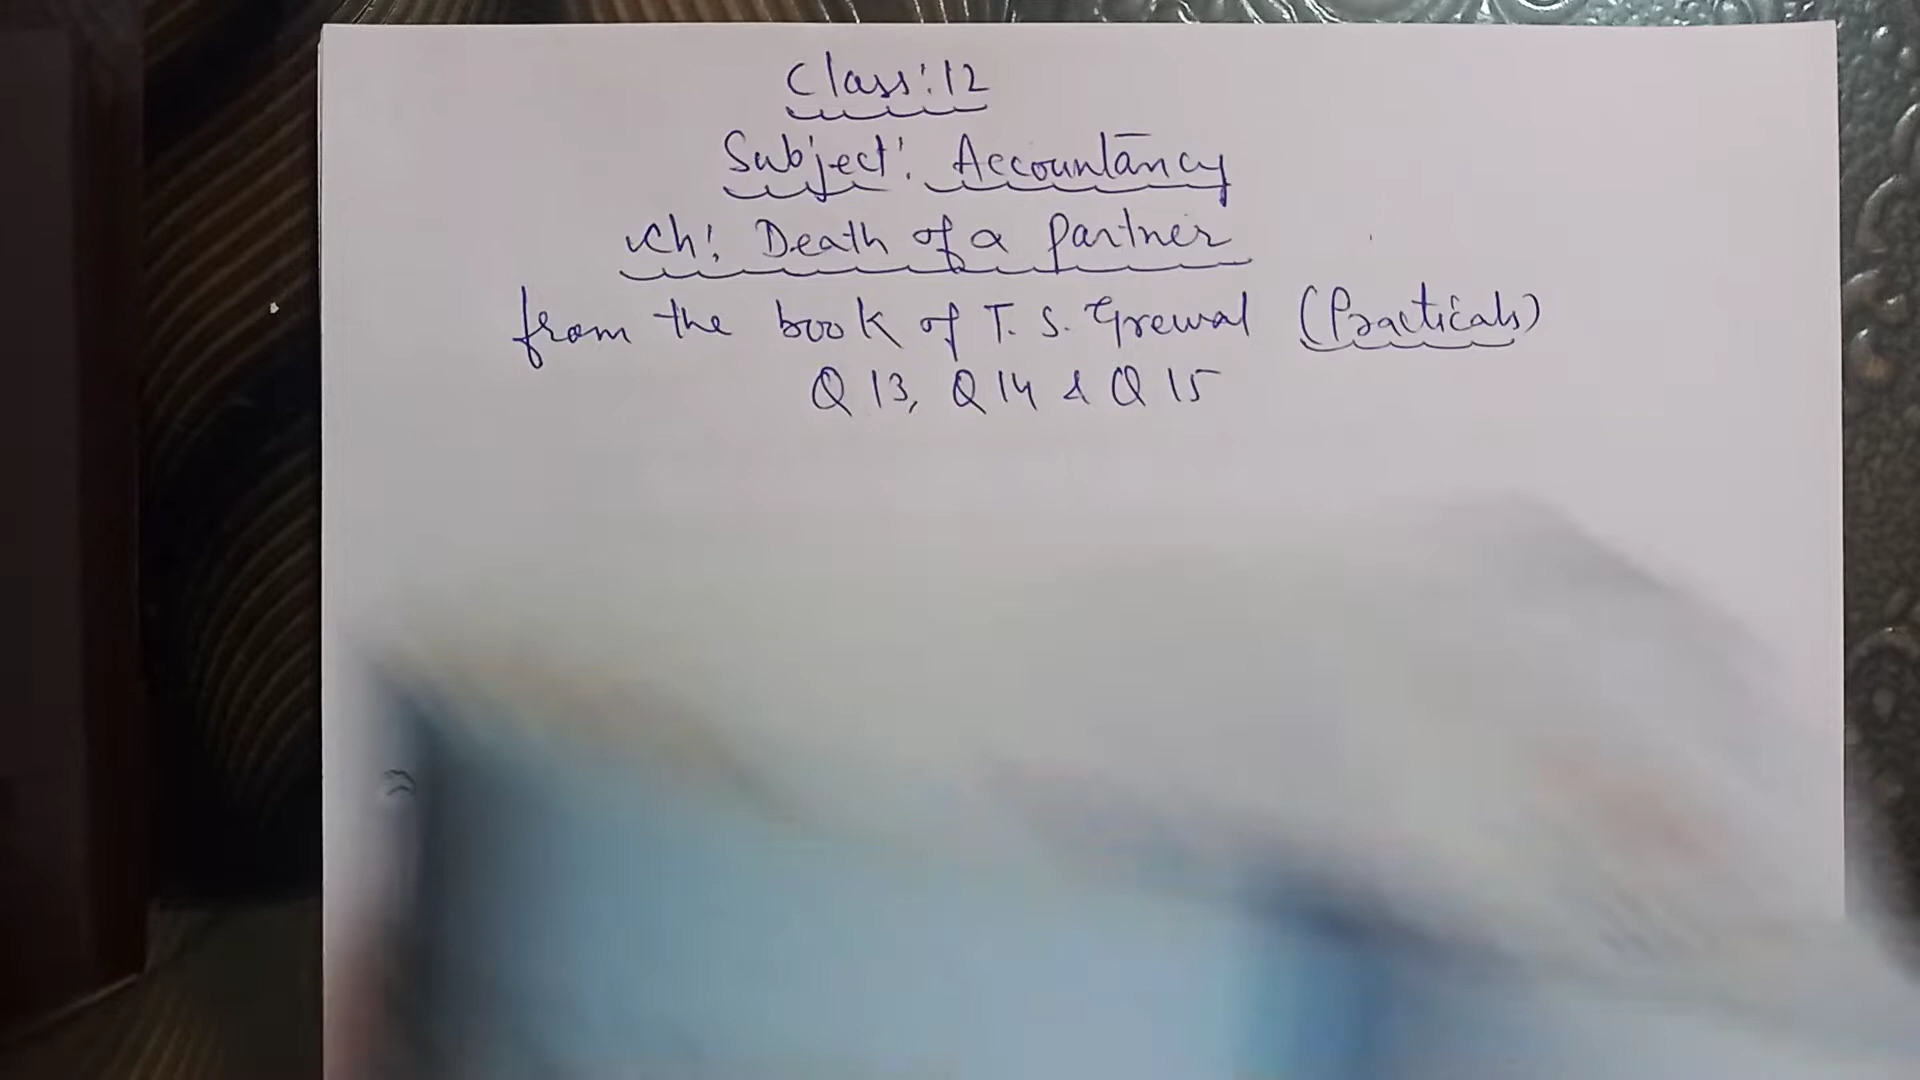 Class: 12
Subject: Accountancy
Ch: Death of a Partner
from the book of T. S. Grewal (Practicals)
Q 13, Q 14 & Q 15